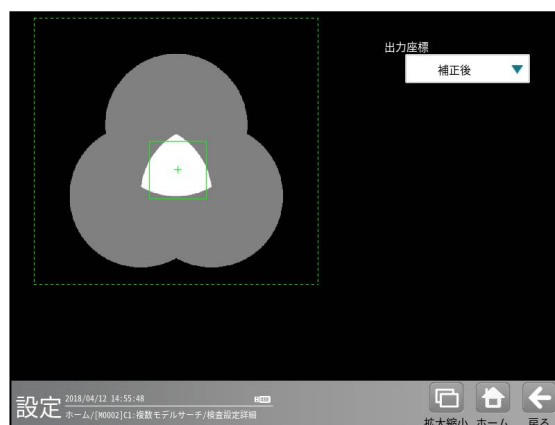 出力座標
補正後
設定
2018/04/12 14:55:48
ホーム/[M0002]C1:複数モデルサーチ/検査設定詳細
拡大縮小 ホーム 戻る